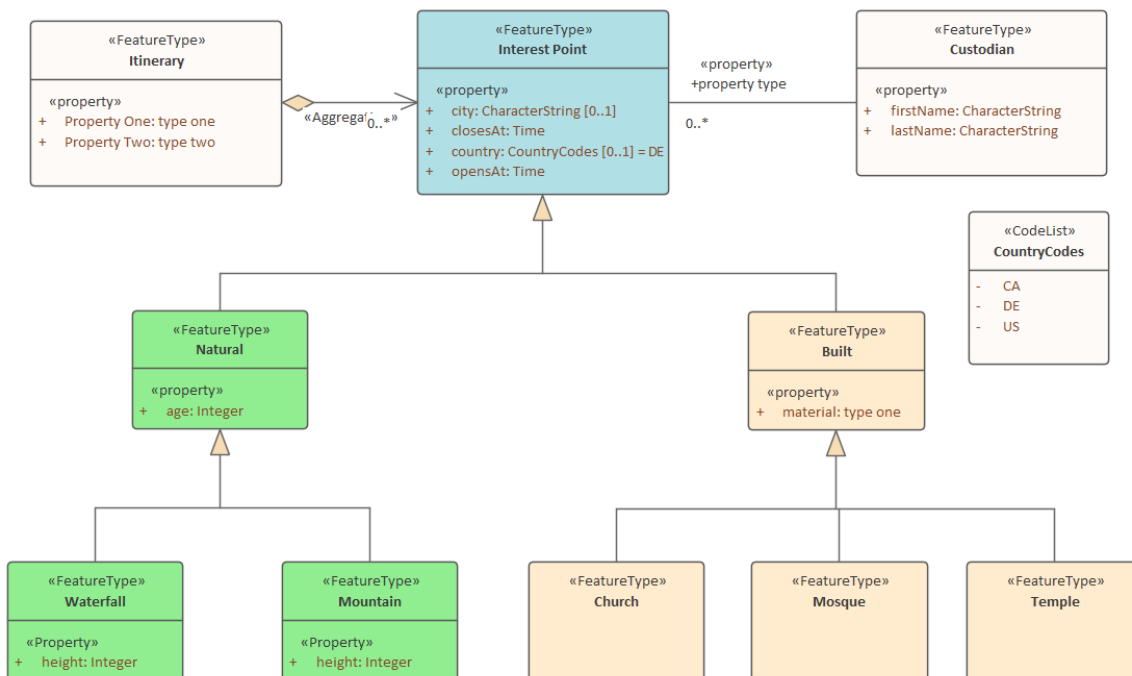 «FeatureType»
Itinerary
«property»
+ Property One: type one
+ Property Two: type two
«Aggregati
»
0..*
«FeatureType»
Interest Point
«property»
+ city: CharacterString [0..1]
+ closesAt: Time
+ country: CountryCodes [0..1] = DE
+ opensAt: Time
«property»
+property type
0..*
«FeatureType»
Custodian
«property»
+ firstName: CharacterString
+ lastName: CharacterString
«CodeList»
CountryCodes
- CA
- DE
- US
«FeatureType»
Natural
«property»
+ age: Integer
«FeatureType»
Built
«property»
+ material: type one
«FeatureType»
Waterfall
«Property»
+ height: Integer
«FeatureType»
Mountain
«Property»
+ height: Integer
«FeatureType»
Church
«FeatureType»
Mosque
«FeatureType»
Temple